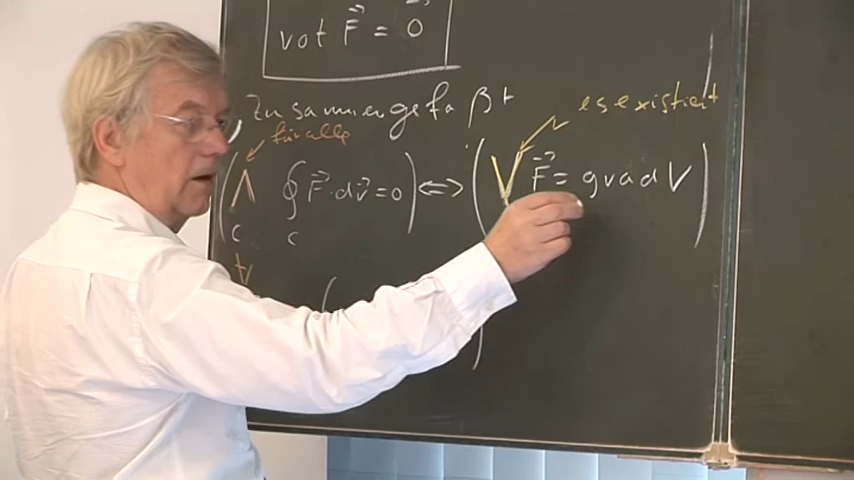 rot F⃗ = 0⃗
Zusammengefaßt
für alle
es existiert
( ⋀ ∮ F⃗ · dr⃗ = 0 ) ⟺ ( ⋁ F⃗ = grad V )
C C
∀
(